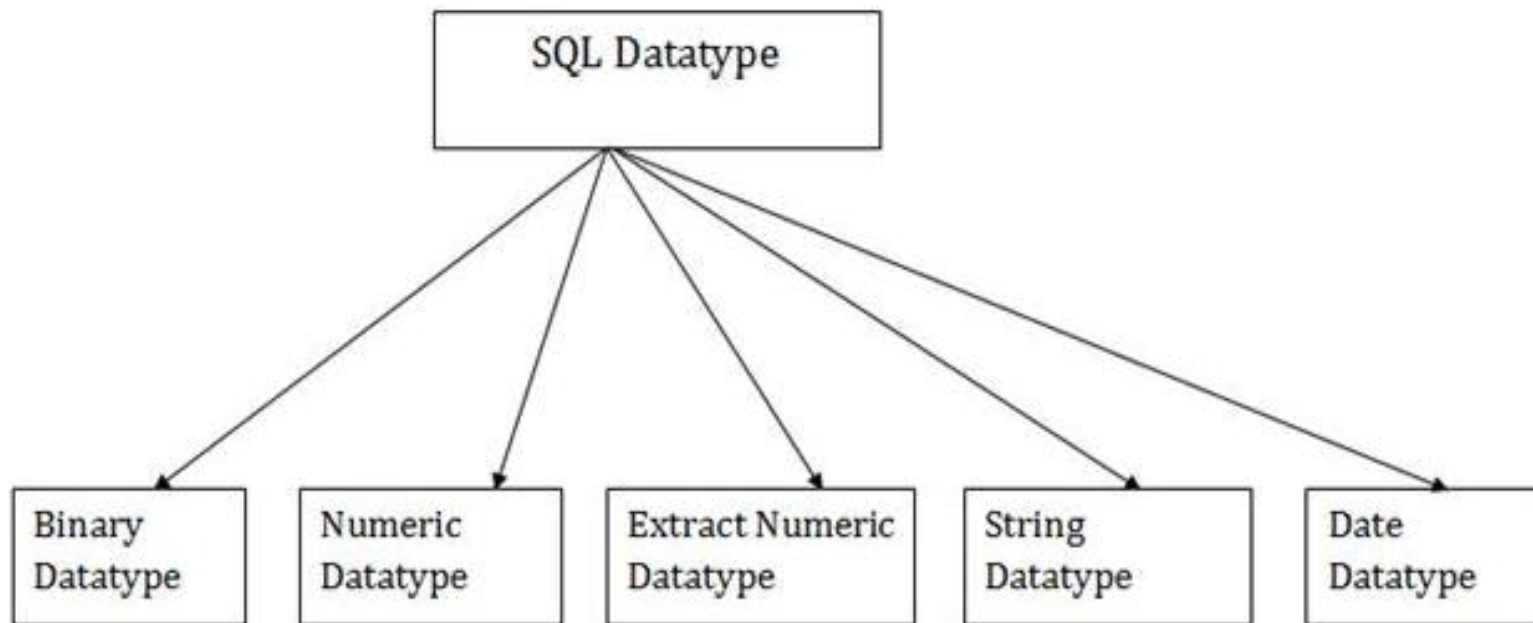 SQL Datatype
Binary
Datatype
Numeric
Datatype
Extract Numeric
Datatype
String
Datatype
Date
Datatype